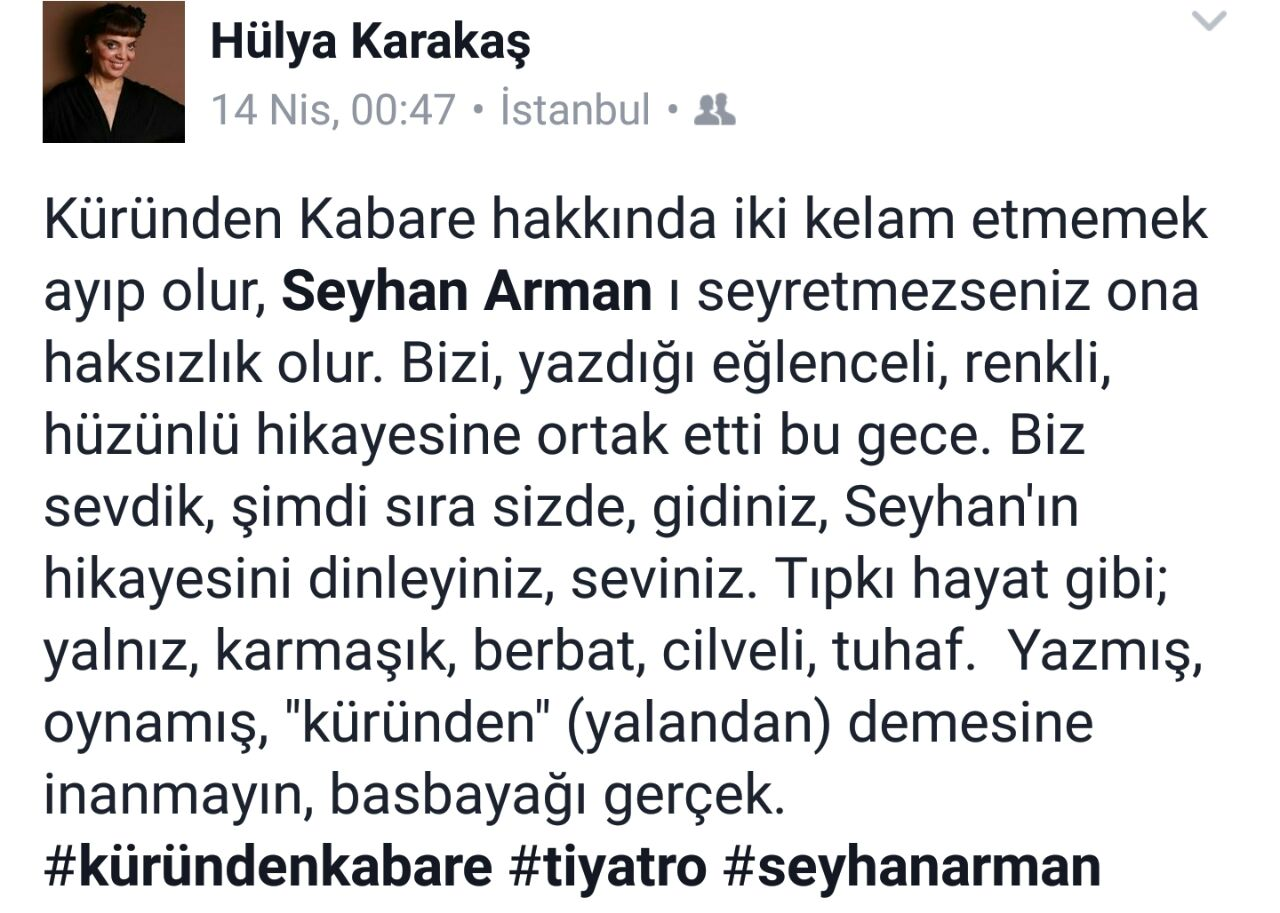 Hülya Karakaş
14 Nis, 00:47 • İstanbul •
Küründen Kabare hakkında iki kelam etmemek
ayıp olur, Seyhan Arman ı seyretmezseniz ona
haksızlık olur. Bizi, yazdığı eğlenceli, renkli,
hüzünlü hikayesine ortak etti bu gece. Biz
sevdik, şimdi sıra sizde, gidiniz, Seyhan'ın
hikayesini dinleyiniz, seviniz. Tıpkı hayat gibi;
yalnız, karmaşık, berbat, cilveli, tuhaf.  Yazmış,
oynamış, "küründen" (yalandan) demesine
inanmayın, basbayağı gerçek.
#küründenkabare #tiyatro #seyhanarman